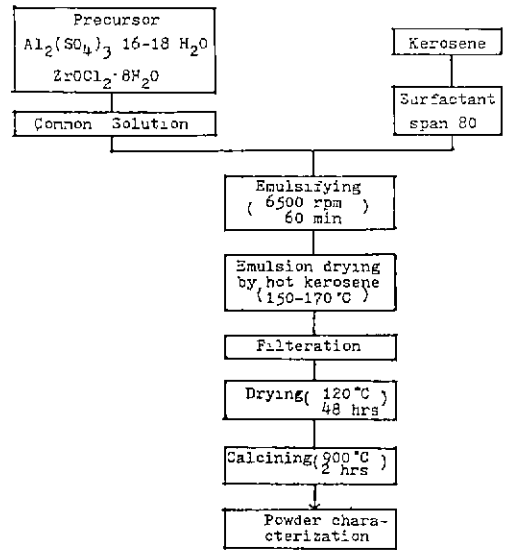 Precursor
Al2(SO4)3 16-18 H2O
ZrOCl2·8H2O
Common Solution
Kerosene
Surfactant
span 80
Emulsifying
( 6500 rpm )
60 min
Emulsion drying
by hot kerosene
(150-170°C)
Filteration
Drying( 120°C )
48 hrs
Calcining(900°C)
2 hrs
Powder chara-
cterization